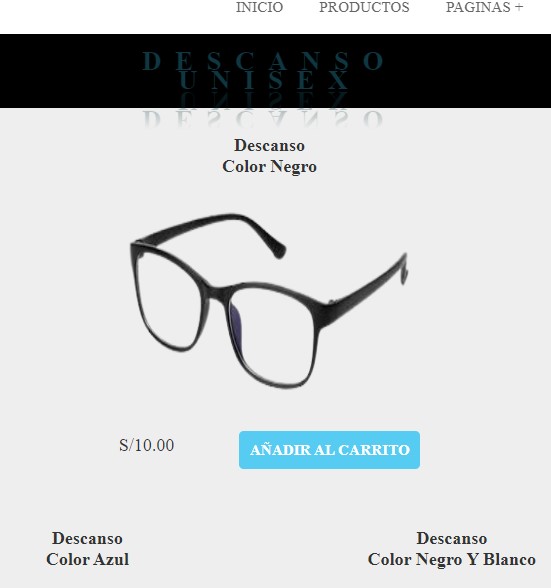 INICIO PRODUCTOS PAGINAS +
DESCANSO
UNISEX
Descanso
Color Negro
S/10.00 AÑADIR AL CARRITO
Descanso Descanso
Color Azul Color Negro Y Blanco